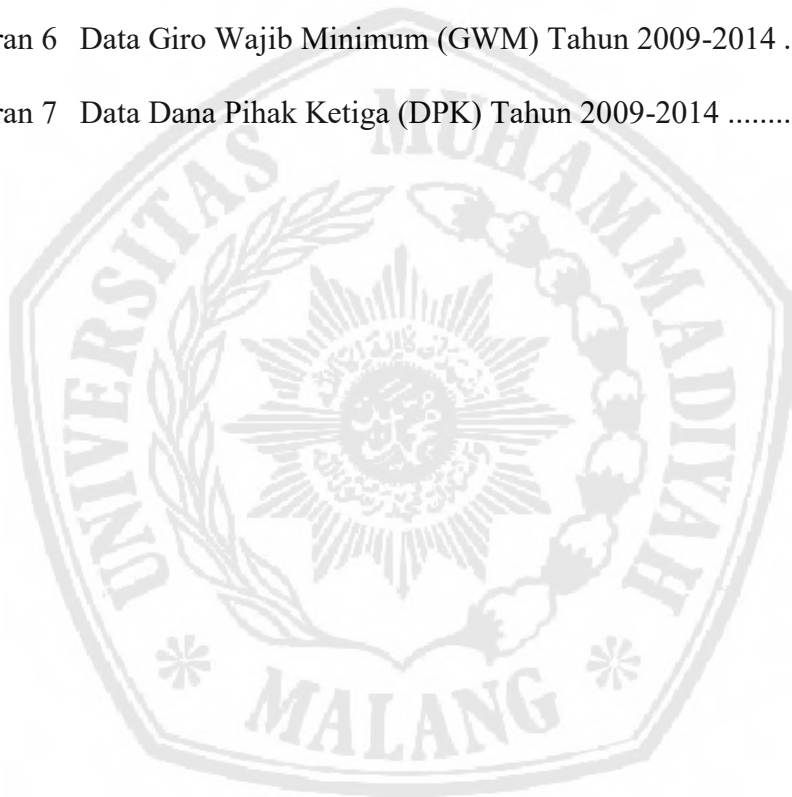 ran 6 Data Giro Wajib Minimum (GWM) Tahun 2009-2014 .
ran 7 Data Dana Pihak Ketiga (DPK) Tahun 2009-2014 ........
UNIVERSITAS MUHAMMADIYAH
MALANG